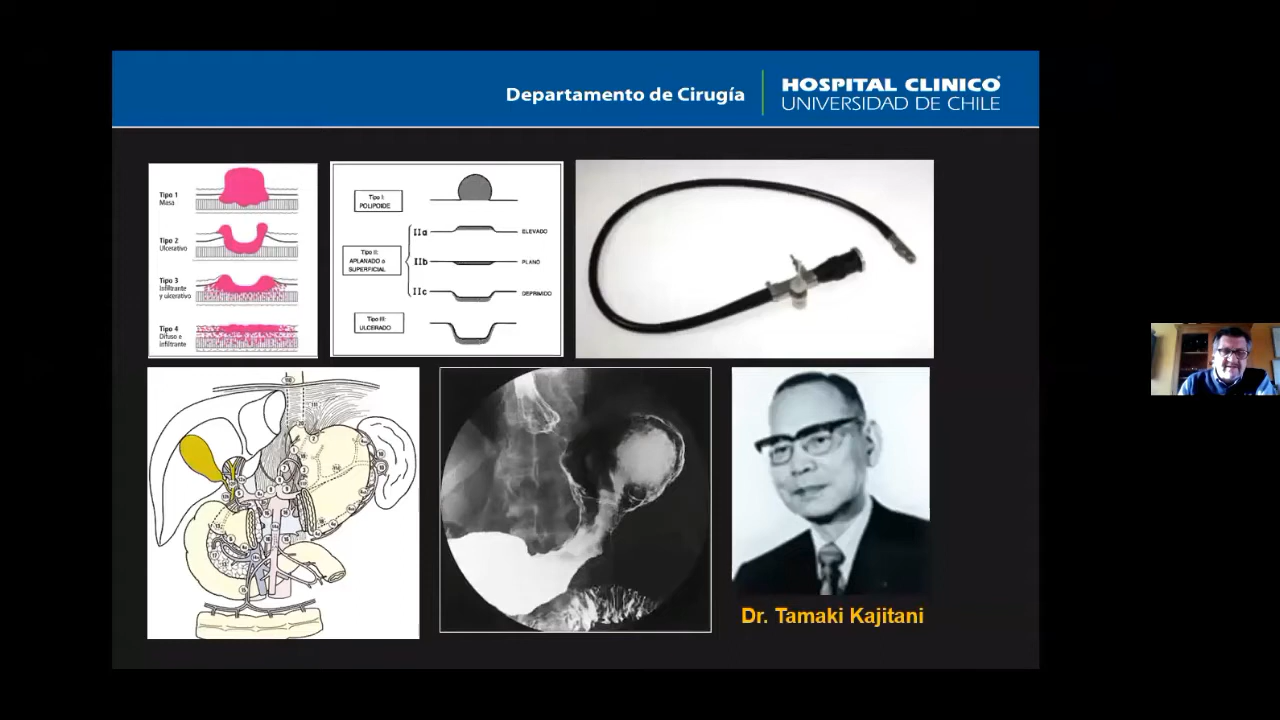 Departamento de Cirugía
HOSPITAL CLINICO
UNIVERSIDAD DE CHILE
Tipo 1
Masa
Tipo 2
Ulcerativo
Tipo 3
Infiltrante
y ulcerativo
Tipo 4
Difuso e
infiltrante
Tipo I:
POLIPOIDE
Tipo II:
APLANADO o
SUPERFICIAL
IIa
ELEVADO
IIb
PLANO
IIc
DEPRIMIDO
Tipo III:
ULCERADO
Dr. Tamaki Kajitani